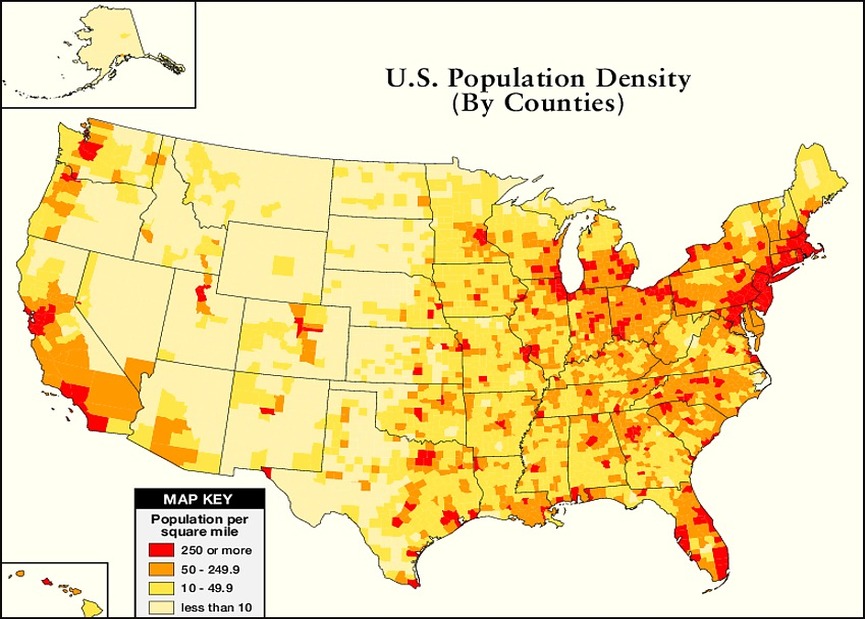 U.S. Population Density
(By Counties)
MAP KEY
Population per
square mile
250 or more
50 - 249.9
10 - 49.9
less than 10